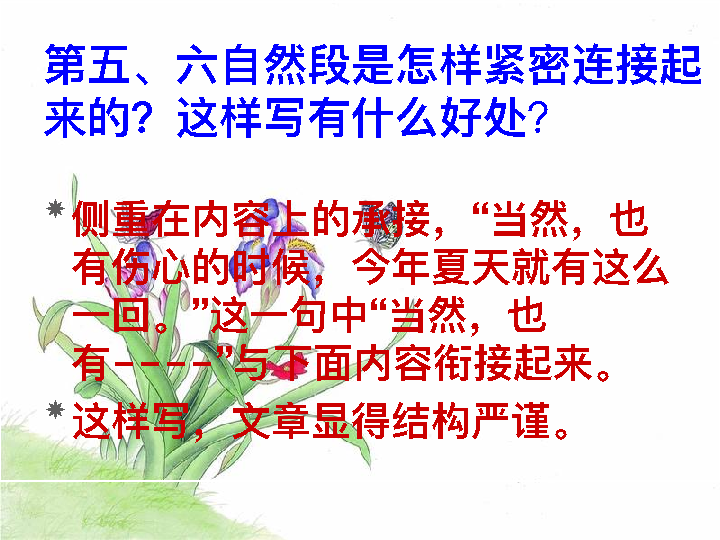 第五、六自然段是怎样紧密连接起
来的？这样写有什么好处？
侧重在内容上的承接，“当然，也
有伤心的时候，今年夏天就有这么
一回。”这一句中“当然，也
有----”与下面内容衔接起来。
这样写，文章显得结构严谨。